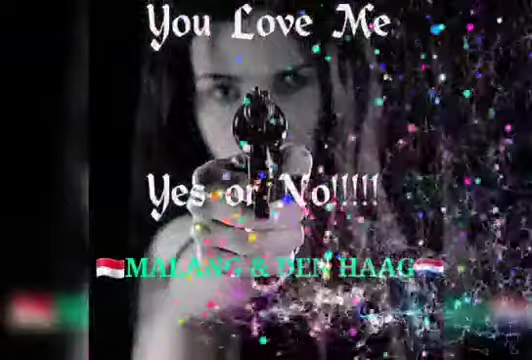 You Love Me
Yes or No!!!!!
🇮🇩MALANG & DEN HAAG🇳🇱